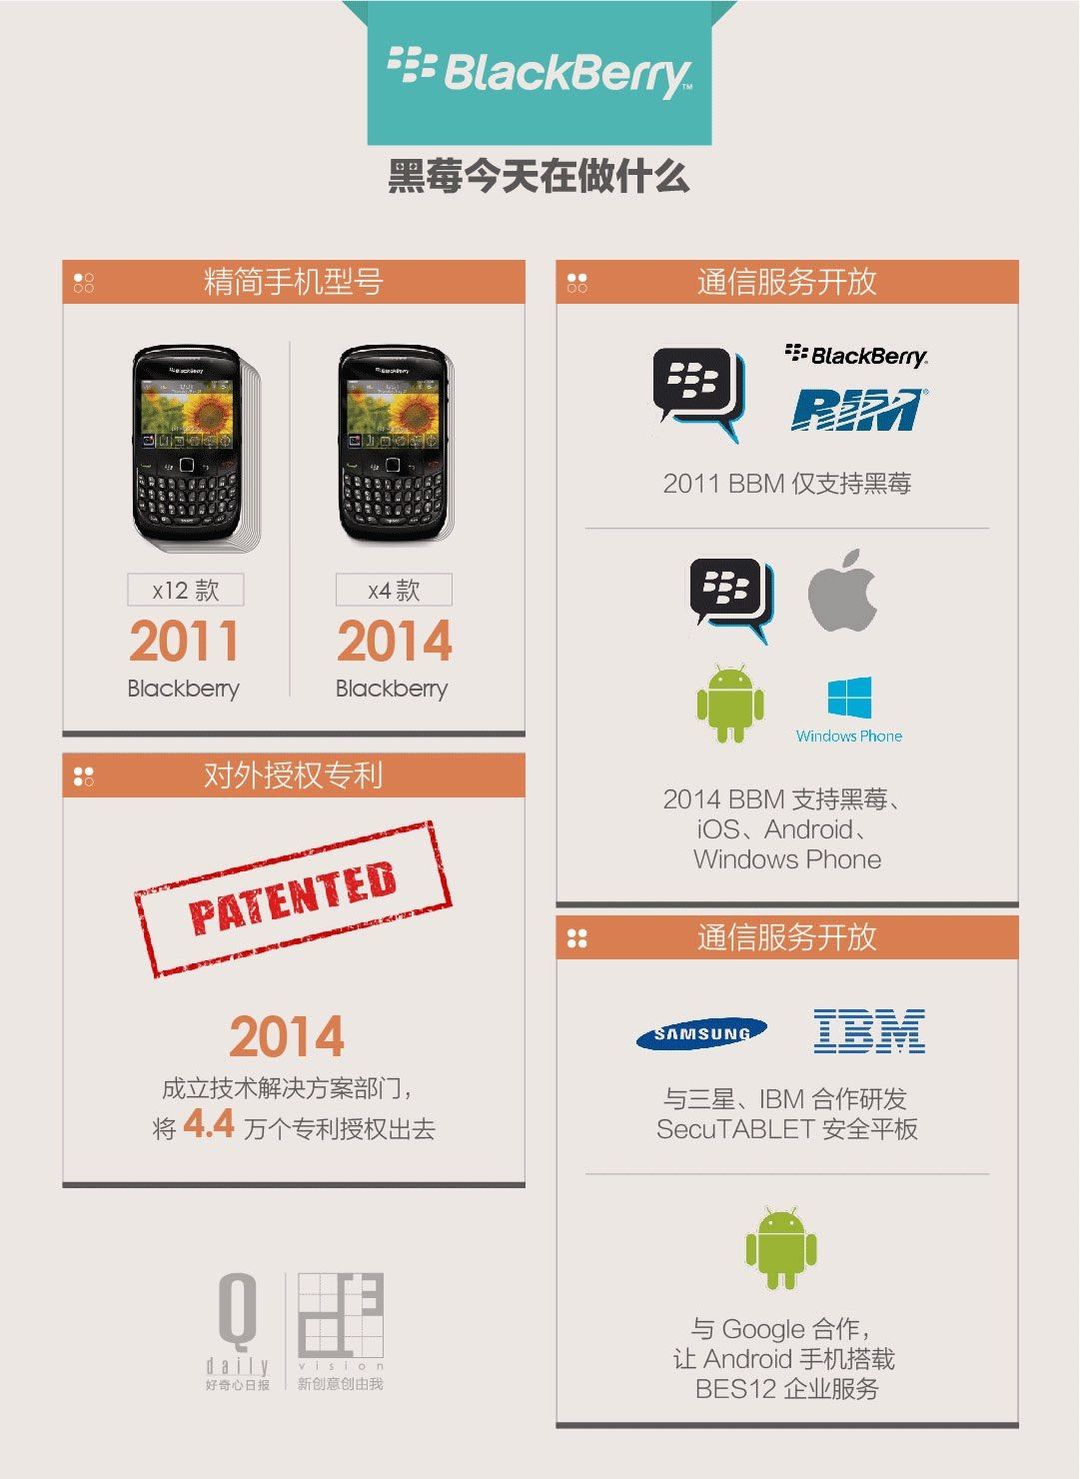 BlackBerry™
黑莓今天在做什么
精简手机型号
BlackBerry
BlackBerry
x12 款
x4 款
2011
2014
Blackberry
Blackberry
对外授权专利
PATENTED
2014
成立技术解决方案部门，
将 4.4 万个专利授权出去
通信服务开放
BlackBerry
RIM®
2011 BBM 仅支持黑莓
Windows Phone
2014 BBM 支持黑莓、
iOS、Android、
Windows Phone
通信服务开放
SAMSUNG
IBM
与三星、IBM 合作研发
SecuTABLET 安全平板
与 Google 合作，
让 Android 手机搭载
BES12 企业服务
Q
daily
好奇心日报
vision
新创意创由我